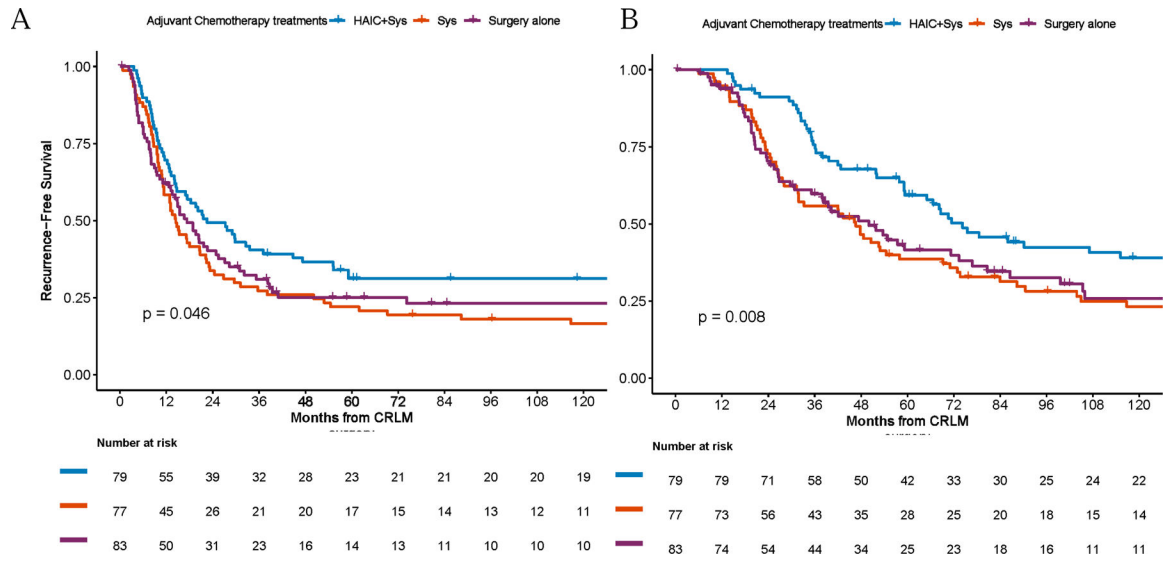 A
Adjuvant Chemotherapy treatments HAIC+Sys Sys Surgery alone
1.00
0.75
0.50
0.25
0.00
Recurrence-Free Survival
p = 0.046
0 12 24 36 48 60 72 84 96 108 120
Months from CRLM
Number at risk
79 55 39 32 28 23 21 21 20 20 19
77 45 26 21 20 17 15 14 13 12 11
83 50 31 23 16 14 13 11 10 10 10
B
Adjuvant Chemotherapy treatments HAIC+Sys Sys Surgery alone
1.00
0.75
0.50
0.25
0.00
p = 0.008
0 12 24 36 48 60 72 84 96 108 120
Months from CRLM
Number at risk
79 79 71 58 50 42 33 30 25 24 22
77 73 56 43 35 28 25 20 18 15 14
83 74 54 44 34 25 23 18 16 11 11